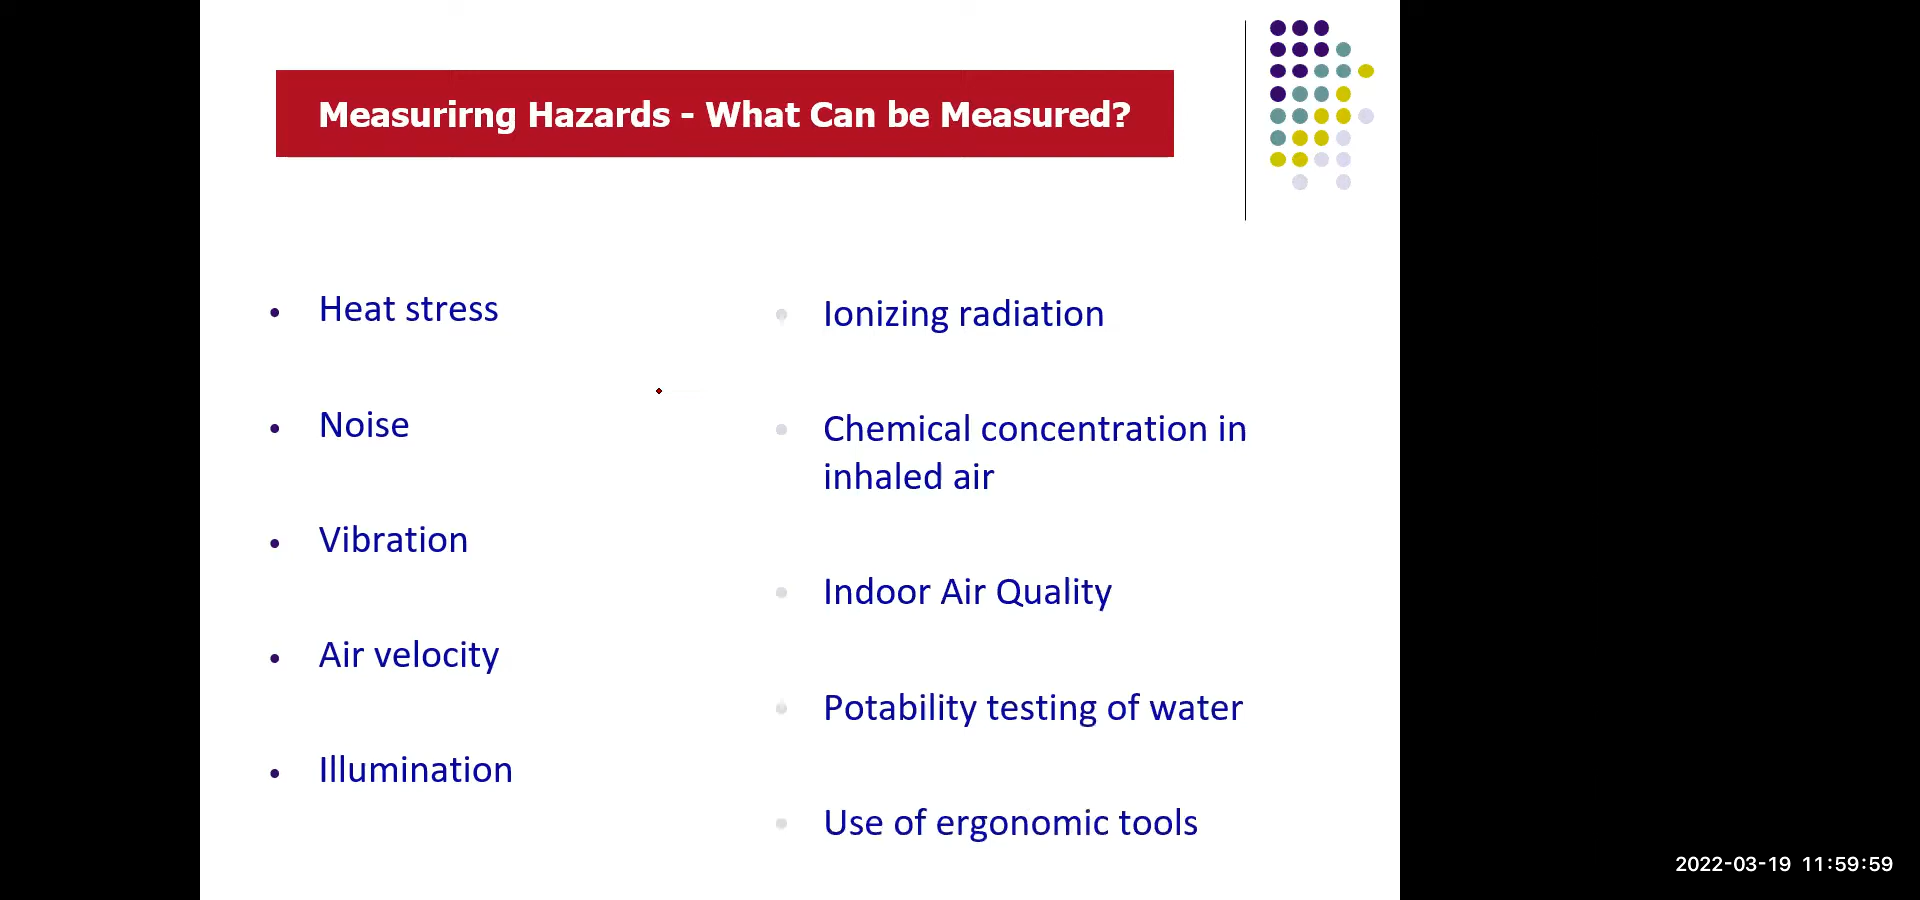 Measurirng Hazards - What Can be Measured?
• Heat stress
• Noise
• Vibration
• Air velocity
• Illumination
• Ionizing radiation
• Chemical concentration in
inhaled air
• Indoor Air Quality
• Potability testing of water
• Use of ergonomic tools
2022-03-19 11:59:59